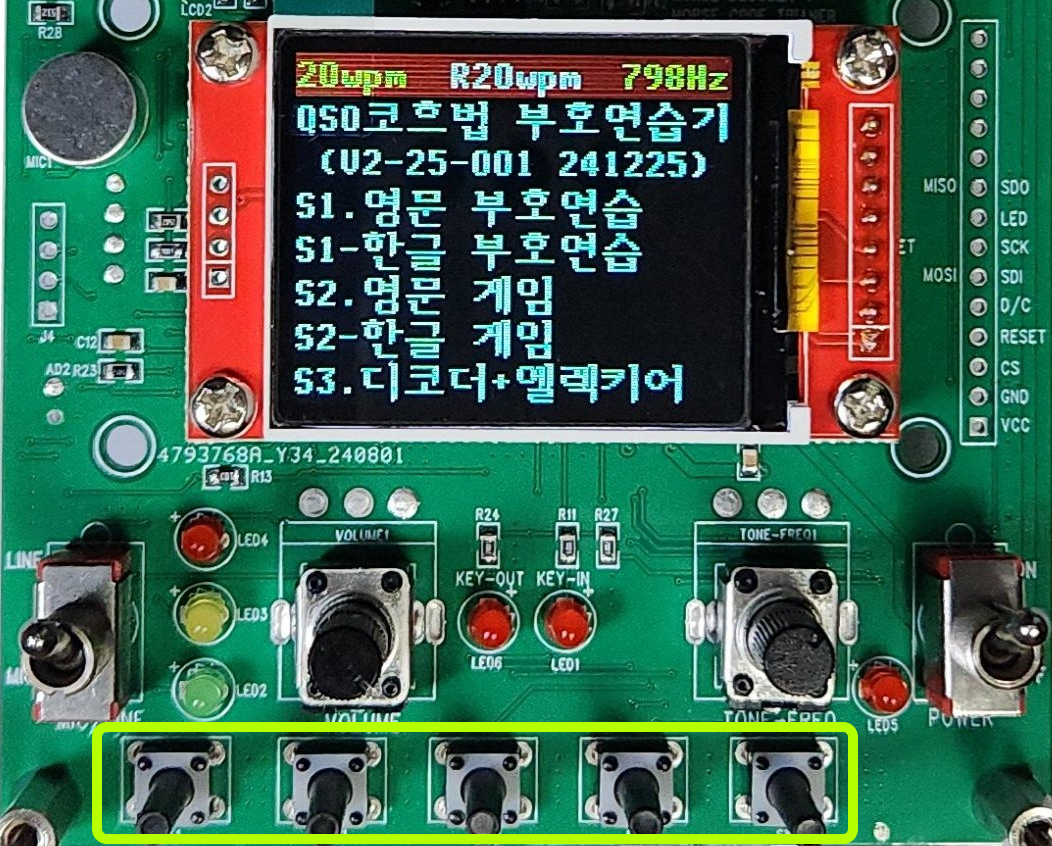 LCD2
R28
MIC1
20wpm R20wpm 798Hz
QSO코흐법 부호연습기
(V2-25-001 241225)
S1.영문 부호연습
S1-한글 부호연습
S2.영문 게임
S2-한글 게임
S3.디코더+엘렉키어
MISO SDO
LED
SCK
MOSI SDI
D/C
RESET
CS
GND
VCC
J4
C12
AD2 R23
4793768A_Y34_240801
R13
LINE
LED4
LED3
LED2
VOLUME1
VOLUME
R24 R11 R27
KEY-OUT KEY-IN
LED6 LED1
TONE-FREQ1
TONE-FREQ
LED5
POWER